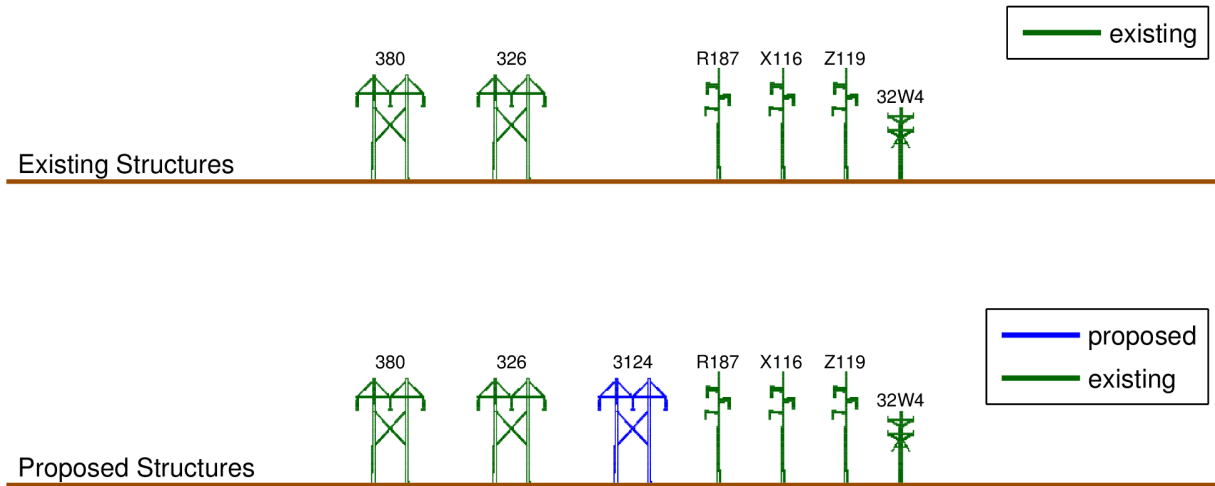 existing
380 326 R187 X116 Z119
32W4
Existing Structures
proposed
existing
380 326 3124 R187 X116 Z119
32W4
Proposed Structures